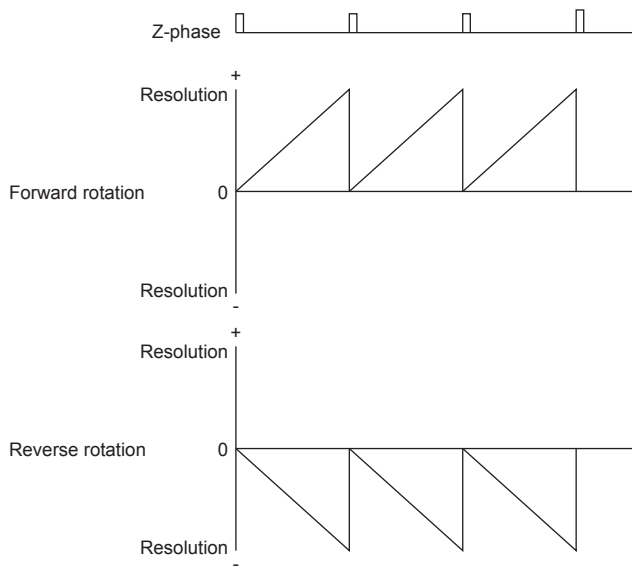 Z-phase
+
Resolution
Forward rotation 0
Resolution
-
+
Resolution
Reverse rotation 0
Resolution
-